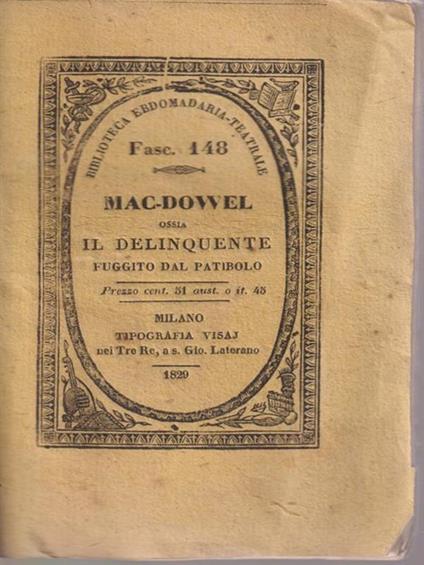 BIBLIOTECA EBDOMADARIA-TEATRALE
Fasc. 148
MAC-DOWEL
OSSIA
IL DELINQUENTE
FUGGITO DAL PATIBOLO
Prezzo cent. 51 aust. o it. 45
MILANO
TIPOGRAFIA VISAJ
nei Tre Re, a s. Gio. Laterano
1829